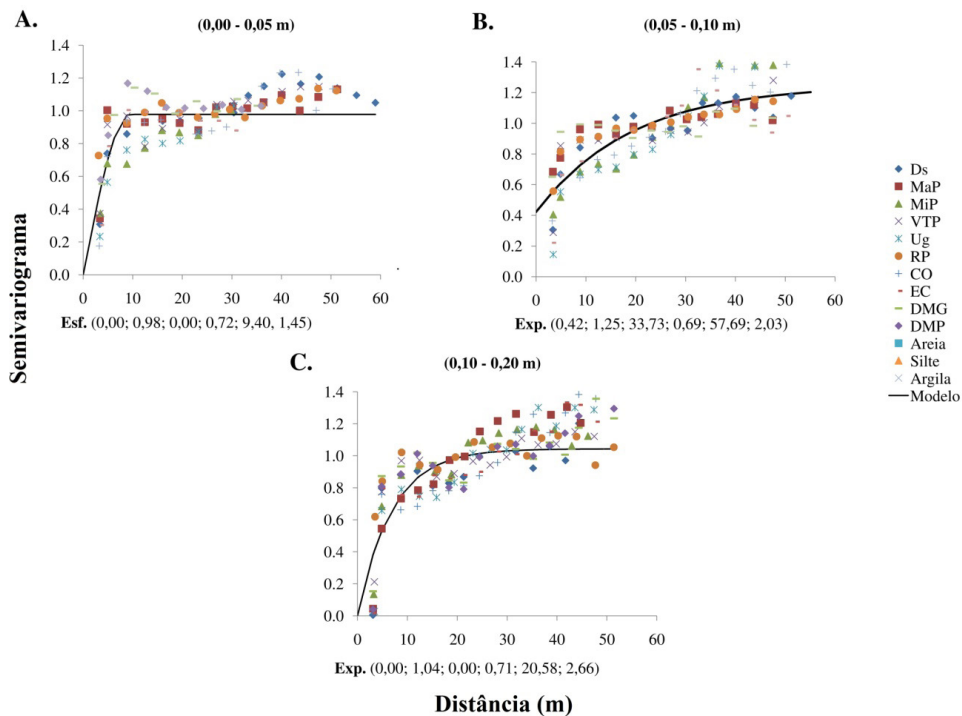 A.
(0,00 - 0,05 m)
1.4
1.2
1.0
0.8
0.6
0.4
0.2
0.0
0 10 20 30 40 50 60
Esf. (0,00; 0,98; 0,00; 0,72; 9,40, 1,45)
B.
(0,05 - 0,10 m)
1.4
1.2
1.0
0.8
0.6
0.4
0.2
0.0
0 10 20 30 40 50 60
Exp. (0,42; 1,25; 33,73; 0,69; 57,69; 2,03)
Semivariograma
C.
(0,10 - 0,20 m)
1.4
1.2
1.0
0.8
0.6
0.4
0.2
0.0
0 10 20 30 40 50 60
Exp. (0,00; 1,04; 0,00; 0,71; 20,58; 2,66)
Distância (m)
Ds
MaP
MiP
VTP
Ug
RP
CO
EC
DMG
DMP
Areia
Silte
Argila
Modelo